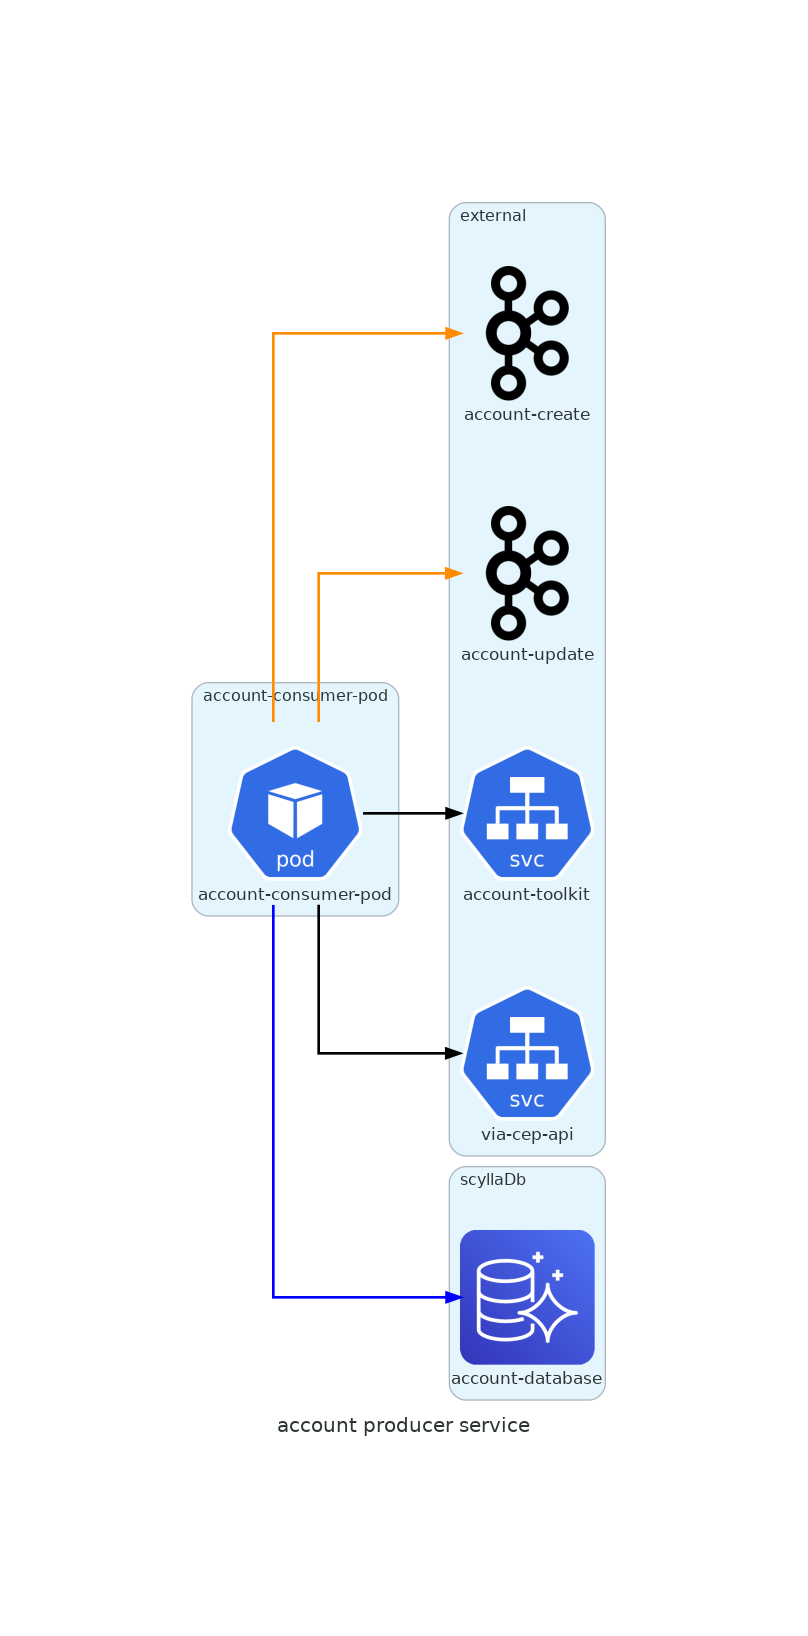 external
account-create
account-update
account-consumer-pod
pod
account-consumer-pod
svc
account-toolkit
svc
via-cep-api
scyllaDb
account-database
account producer service